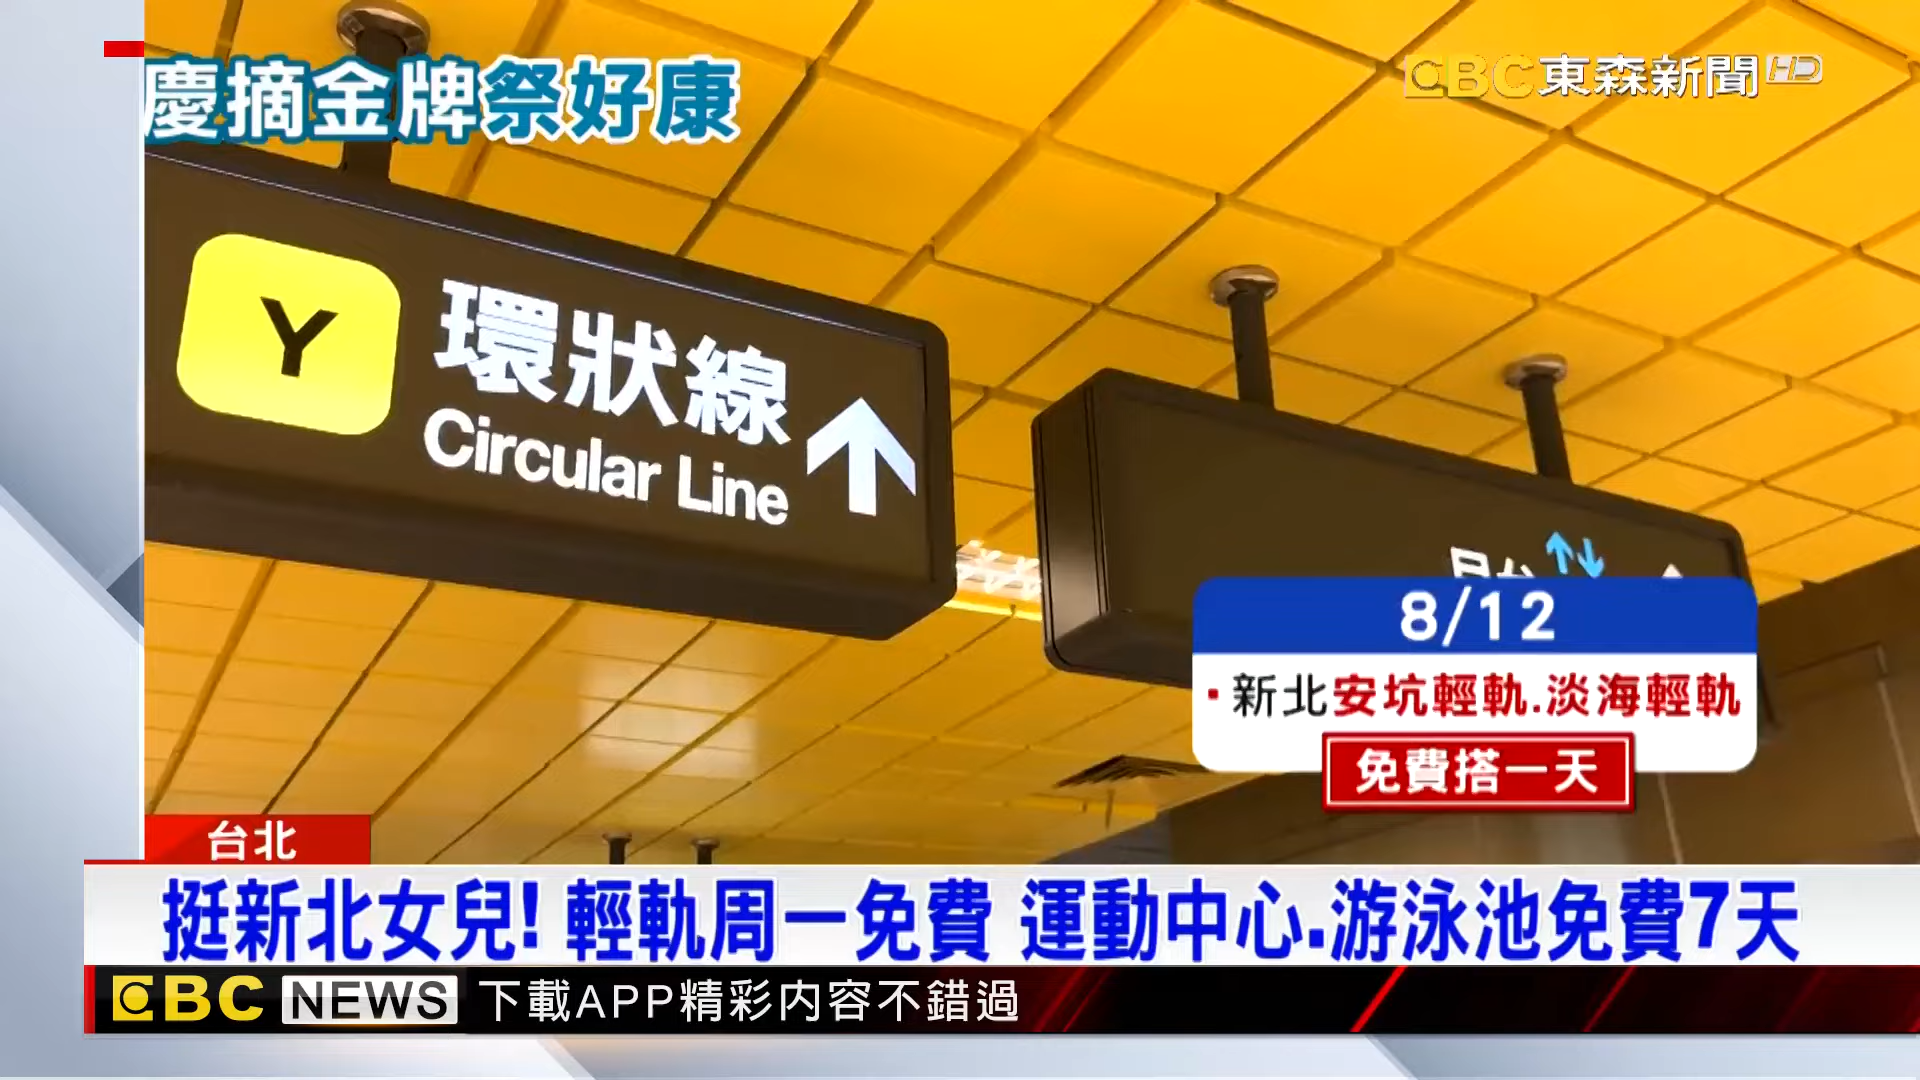 慶摘金牌祭好康
EBC東森新聞HD
Y
環狀線
Circular Line
8/12
·新北安坑輕軌.淡海輕軌
免費搭一天
台北
挺新北女兒! 輕軌周一免費 運動中心.游泳池免費7天
EBC NEWS 下載APP精彩內容不錯過